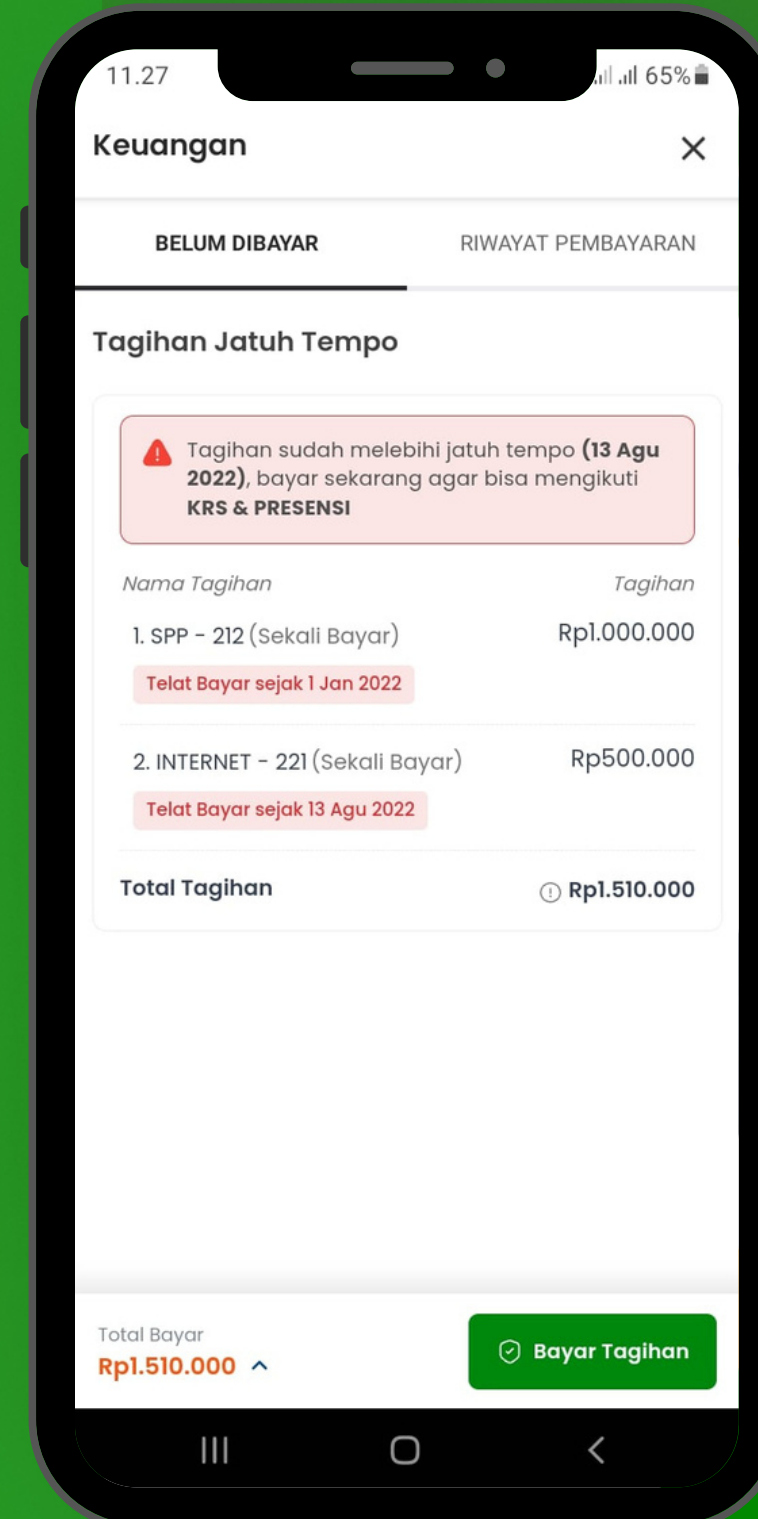 11.27
65%
Keuangan
BELUM DIBAYAR
RIWAYAT PEMBAYARAN
Tagihan Jatuh Tempo
Tagihan sudah melebihi jatuh tempo (13 Agu
2022), bayar sekarang agar bisa mengikuti
KRS & PRESENSI
Nama Tagihan
Tagihan
1. SPP - 212 (Sekali Bayar)
Rp1.000.000
Telat Bayar sejak 1 Jan 2022
2. INTERNET - 221 (Sekali Bayar)
Rp500.000
Telat Bayar sejak 13 Agu 2022
Total Tagihan
Rp1.510.000
Total Bayar
Rp1.510.000
Bayar Tagihan